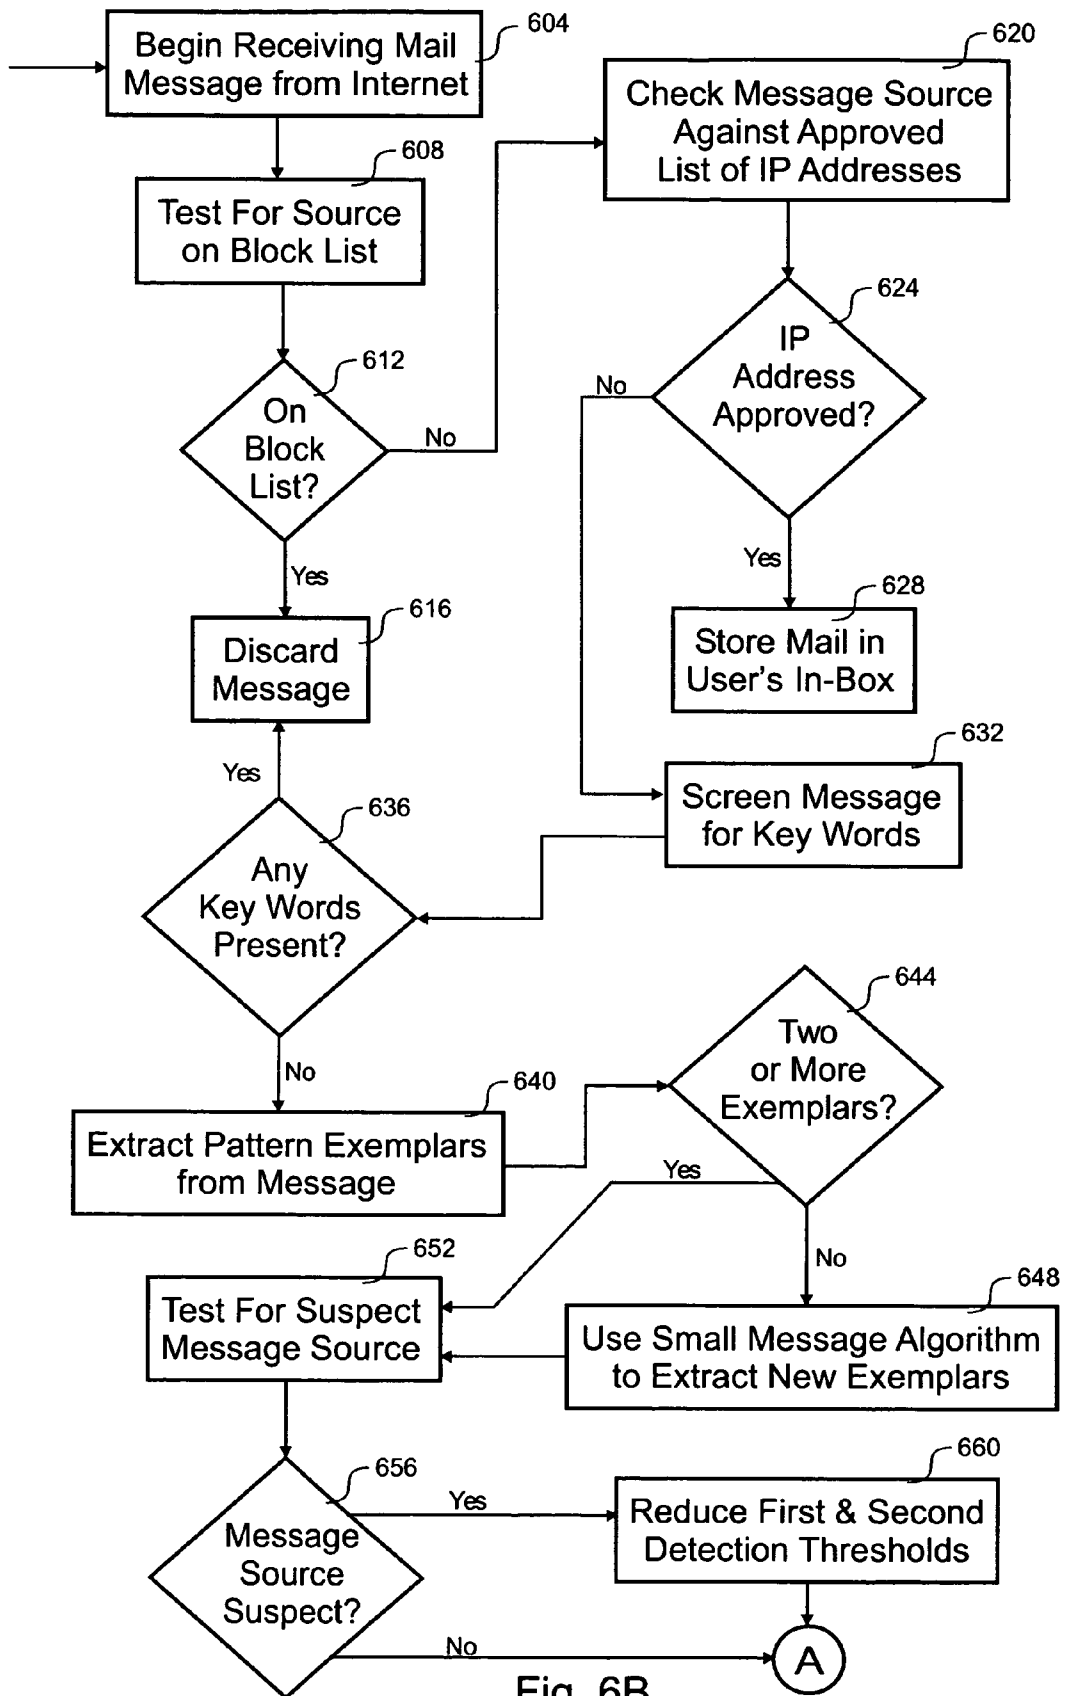 604
Begin Receiving Mail
Message from Internet
608
Test For Source
on Block List
612
On
Block
List?
No
Yes
616
Discard
Message
620
Check Message Source
Against Approved
List of IP Addresses
624
IP
Address
Approved?
No
Yes
628
Store Mail in
User's In-Box
632
Screen Message
for Key Words
Yes
636
Any
Key Words
Present?
No
640
Extract Pattern Exemplars
from Message
644
Two
or More
Exemplars?
Yes
No
648
Use Small Message Algorithm
to Extract New Exemplars
652
Test For Suspect
Message Source
656
Message
Source
Suspect?
Yes
No
660
Reduce First & Second
Detection Thresholds
A
Fig. 6B